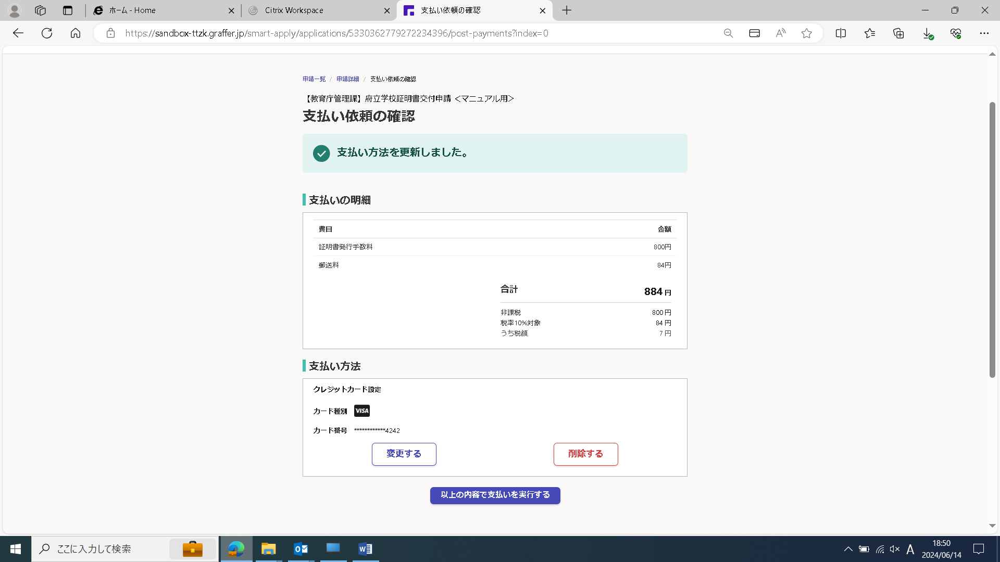 ホーム - Home
Citrix Workspace
支払い依頼の確認
https://sandbox-ttzk.graffer.jp/smart-apply/applications/5330362779272234396/post-payments?index=0
申請一覧 / 申請詳細 / 支払い依頼の確認
【教育庁管理課】府立学校証明書交付申請 ＜マニュアル用＞
支払い依頼の確認
支払い方法を更新しました。
支払いの明細
費目 金額
証明書発行手数料 800円
郵送料 84円
合計 884 円
非課税 800 円
税率10%対象 84 円
うち税額 7 円
支払い方法
クレジットカード設定
カード種別 VISA
カード番号 ************4242
変更する 削除する
以上の内容で支払いを実行する
ここに入力して検索
A
18:50
2024/06/14